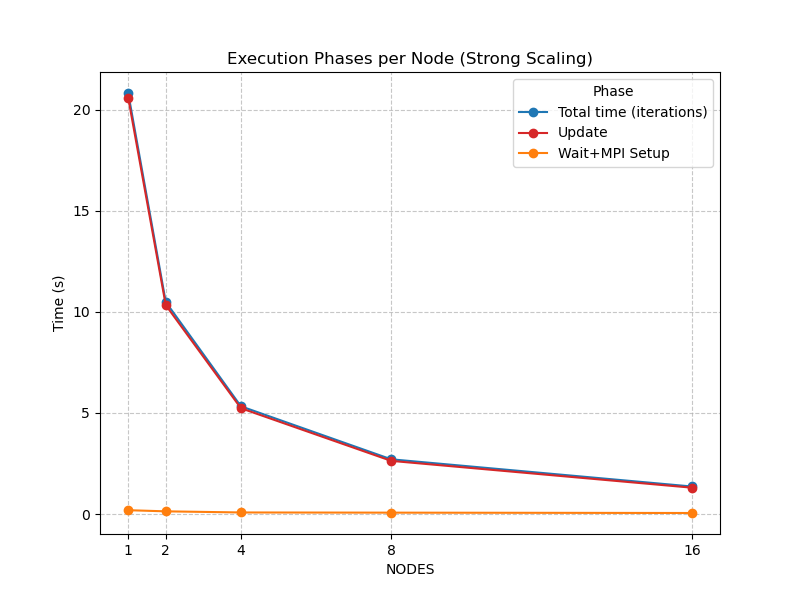 Execution Phases per Node (Strong Scaling)
Phase
Total time (iterations)
Update
Wait+MPI Setup
Time (s)
20
15
10
5
0
1 2 4 8 16
NODES